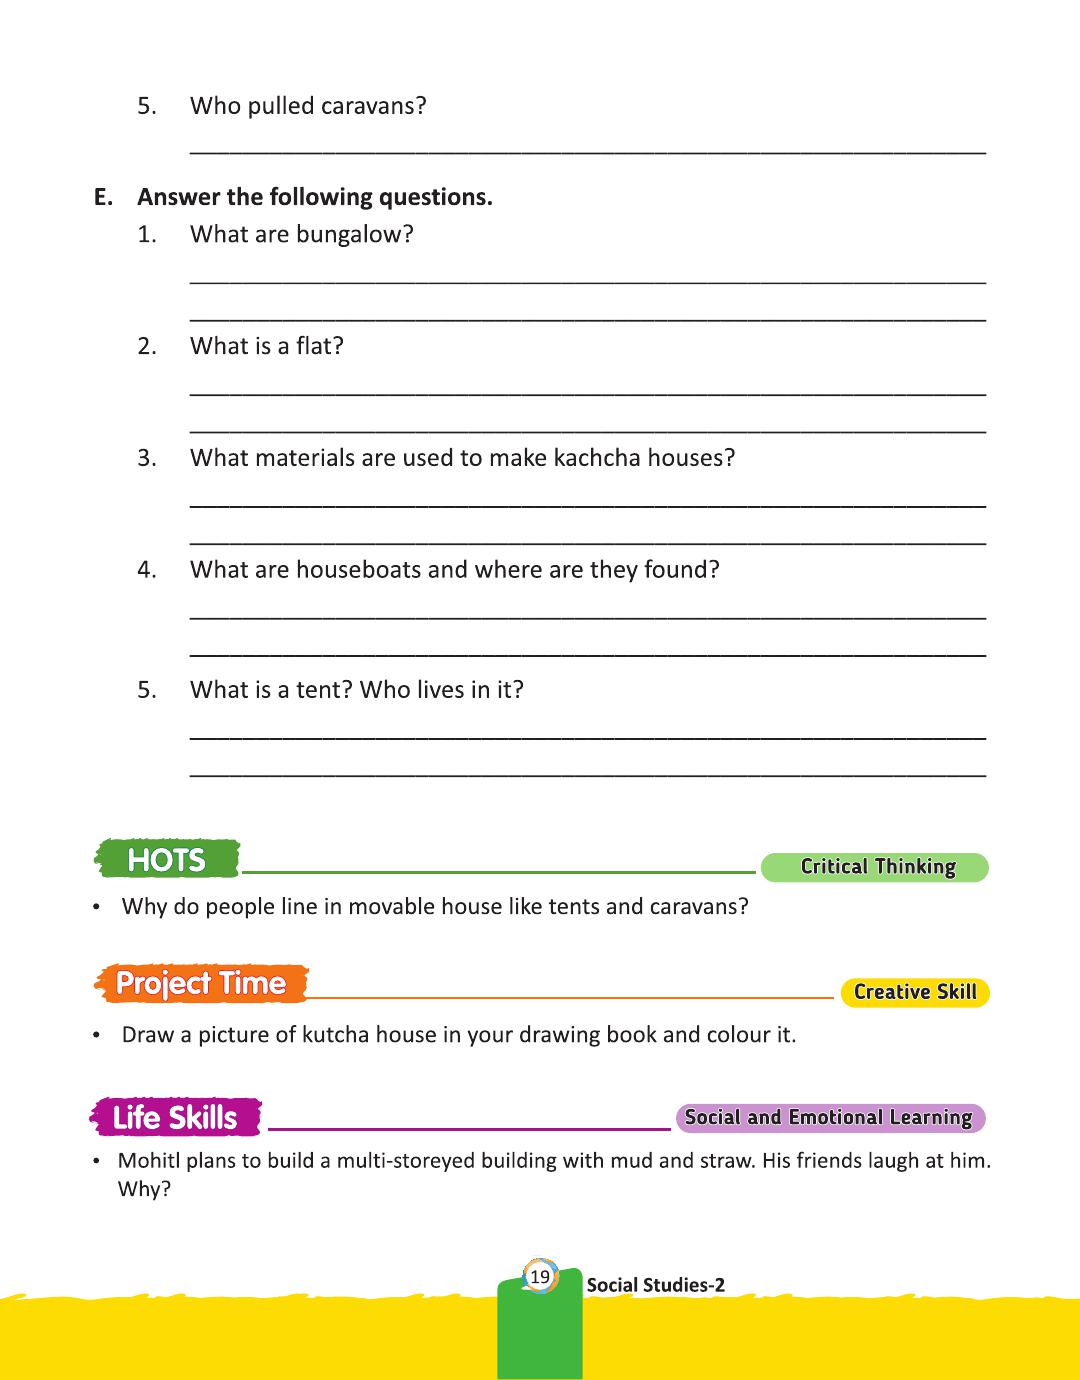 5. Who pulled caravans?
E. Answer the following questions.
1. What are bungalow?
2. What is a flat?
3. What materials are used to make kachcha houses?
4. What are houseboats and where are they found?
5. What is a tent? Who lives in it?
HOTS
Critical Thinking
• Why do people line in movable house like tents and caravans?
Project Time
Creative Skill
• Draw a picture of kutcha house in your drawing book and colour it.
Life Skills
Social and Emotional Learning
• Mohitl plans to build a multi-storeyed building with mud and straw. His friends laugh at him.
Why?
19
Social Studies-2